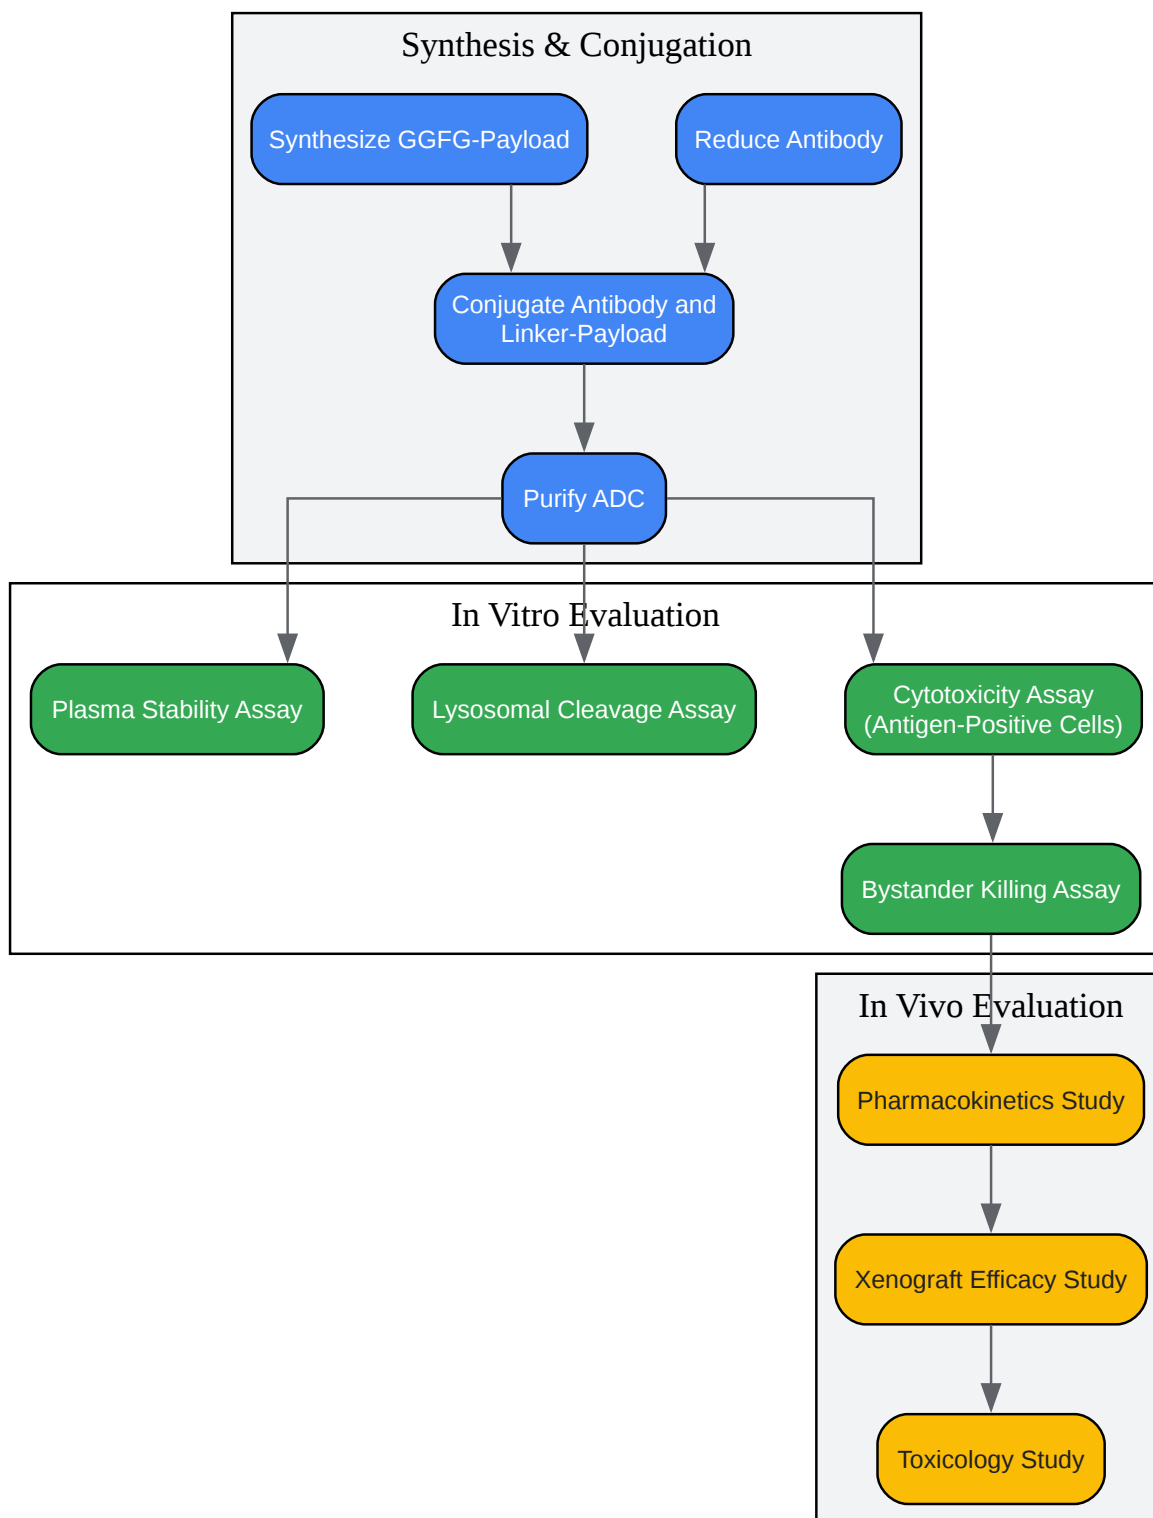 Synthesis & Conjugation
Synthesize GGFG-Payload
Reduce Antibody
Conjugate Antibody and
Linker-Payload
Purify ADC
In Vitro Evaluation
Plasma Stability Assay
Lysosomal Cleavage Assay
Cytotoxicity Assay
(Antigen-Positive Cells)
Bystander Killing Assay
In Vivo Evaluation
Pharmacokinetics Study
Xenograft Efficacy Study
Toxicology Study